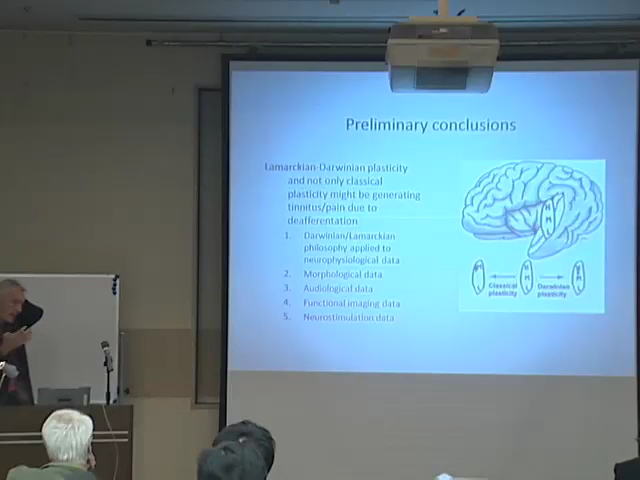 Preliminary conclusions
Lamarckian-Darwinian plasticity
and not only classical
plasticity might be generating
tinnitus/pain due to
deafferentation
1. Darwinian/Lamarckian
philosophy applied to
neurophysiological data
2. Morphological data
3. Audiological data
4. Functional imaging data
5. Neurostimulation data
Classical
plasticity
Darwinian
plasticity